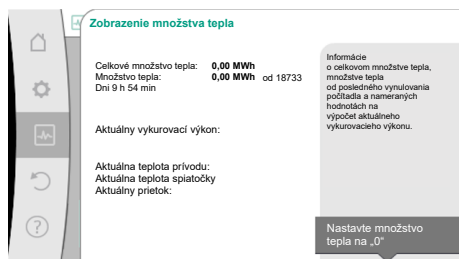 Zobrazenie množstva tepla
Celkové množstvo tepla: 0,00 MWh
Množstvo tepla: 0,00 MWh od 18733
Dni 9 h 54 min
Aktuálny vykurovací výkon:
Aktuálna teplota prívodu:
Aktuálna teplota spiatočky
Aktuálny prietok:
Informácie
o celkovom množstve tepla,
množstve tepla
od posledného vynulovania
počítadla a nameraných
hodnotách na
výpočet aktuálneho
vykurovacieho výkonu.
Nastavte množstvo
tepla na „0“